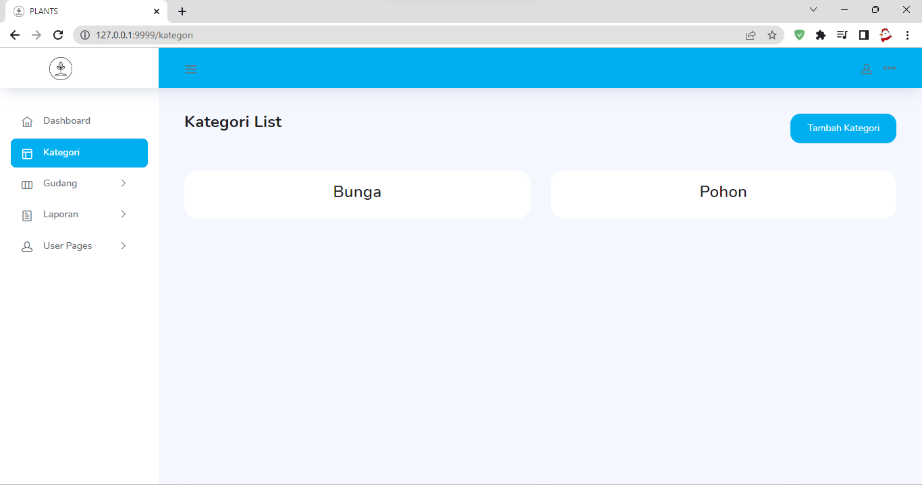 PLANTS
127.0.0.1:9999/kategori
Dashboard
Kategori
Gudang
Laporan
User Pages
Kategori List
Tambah Kategori
Bunga
Pohon